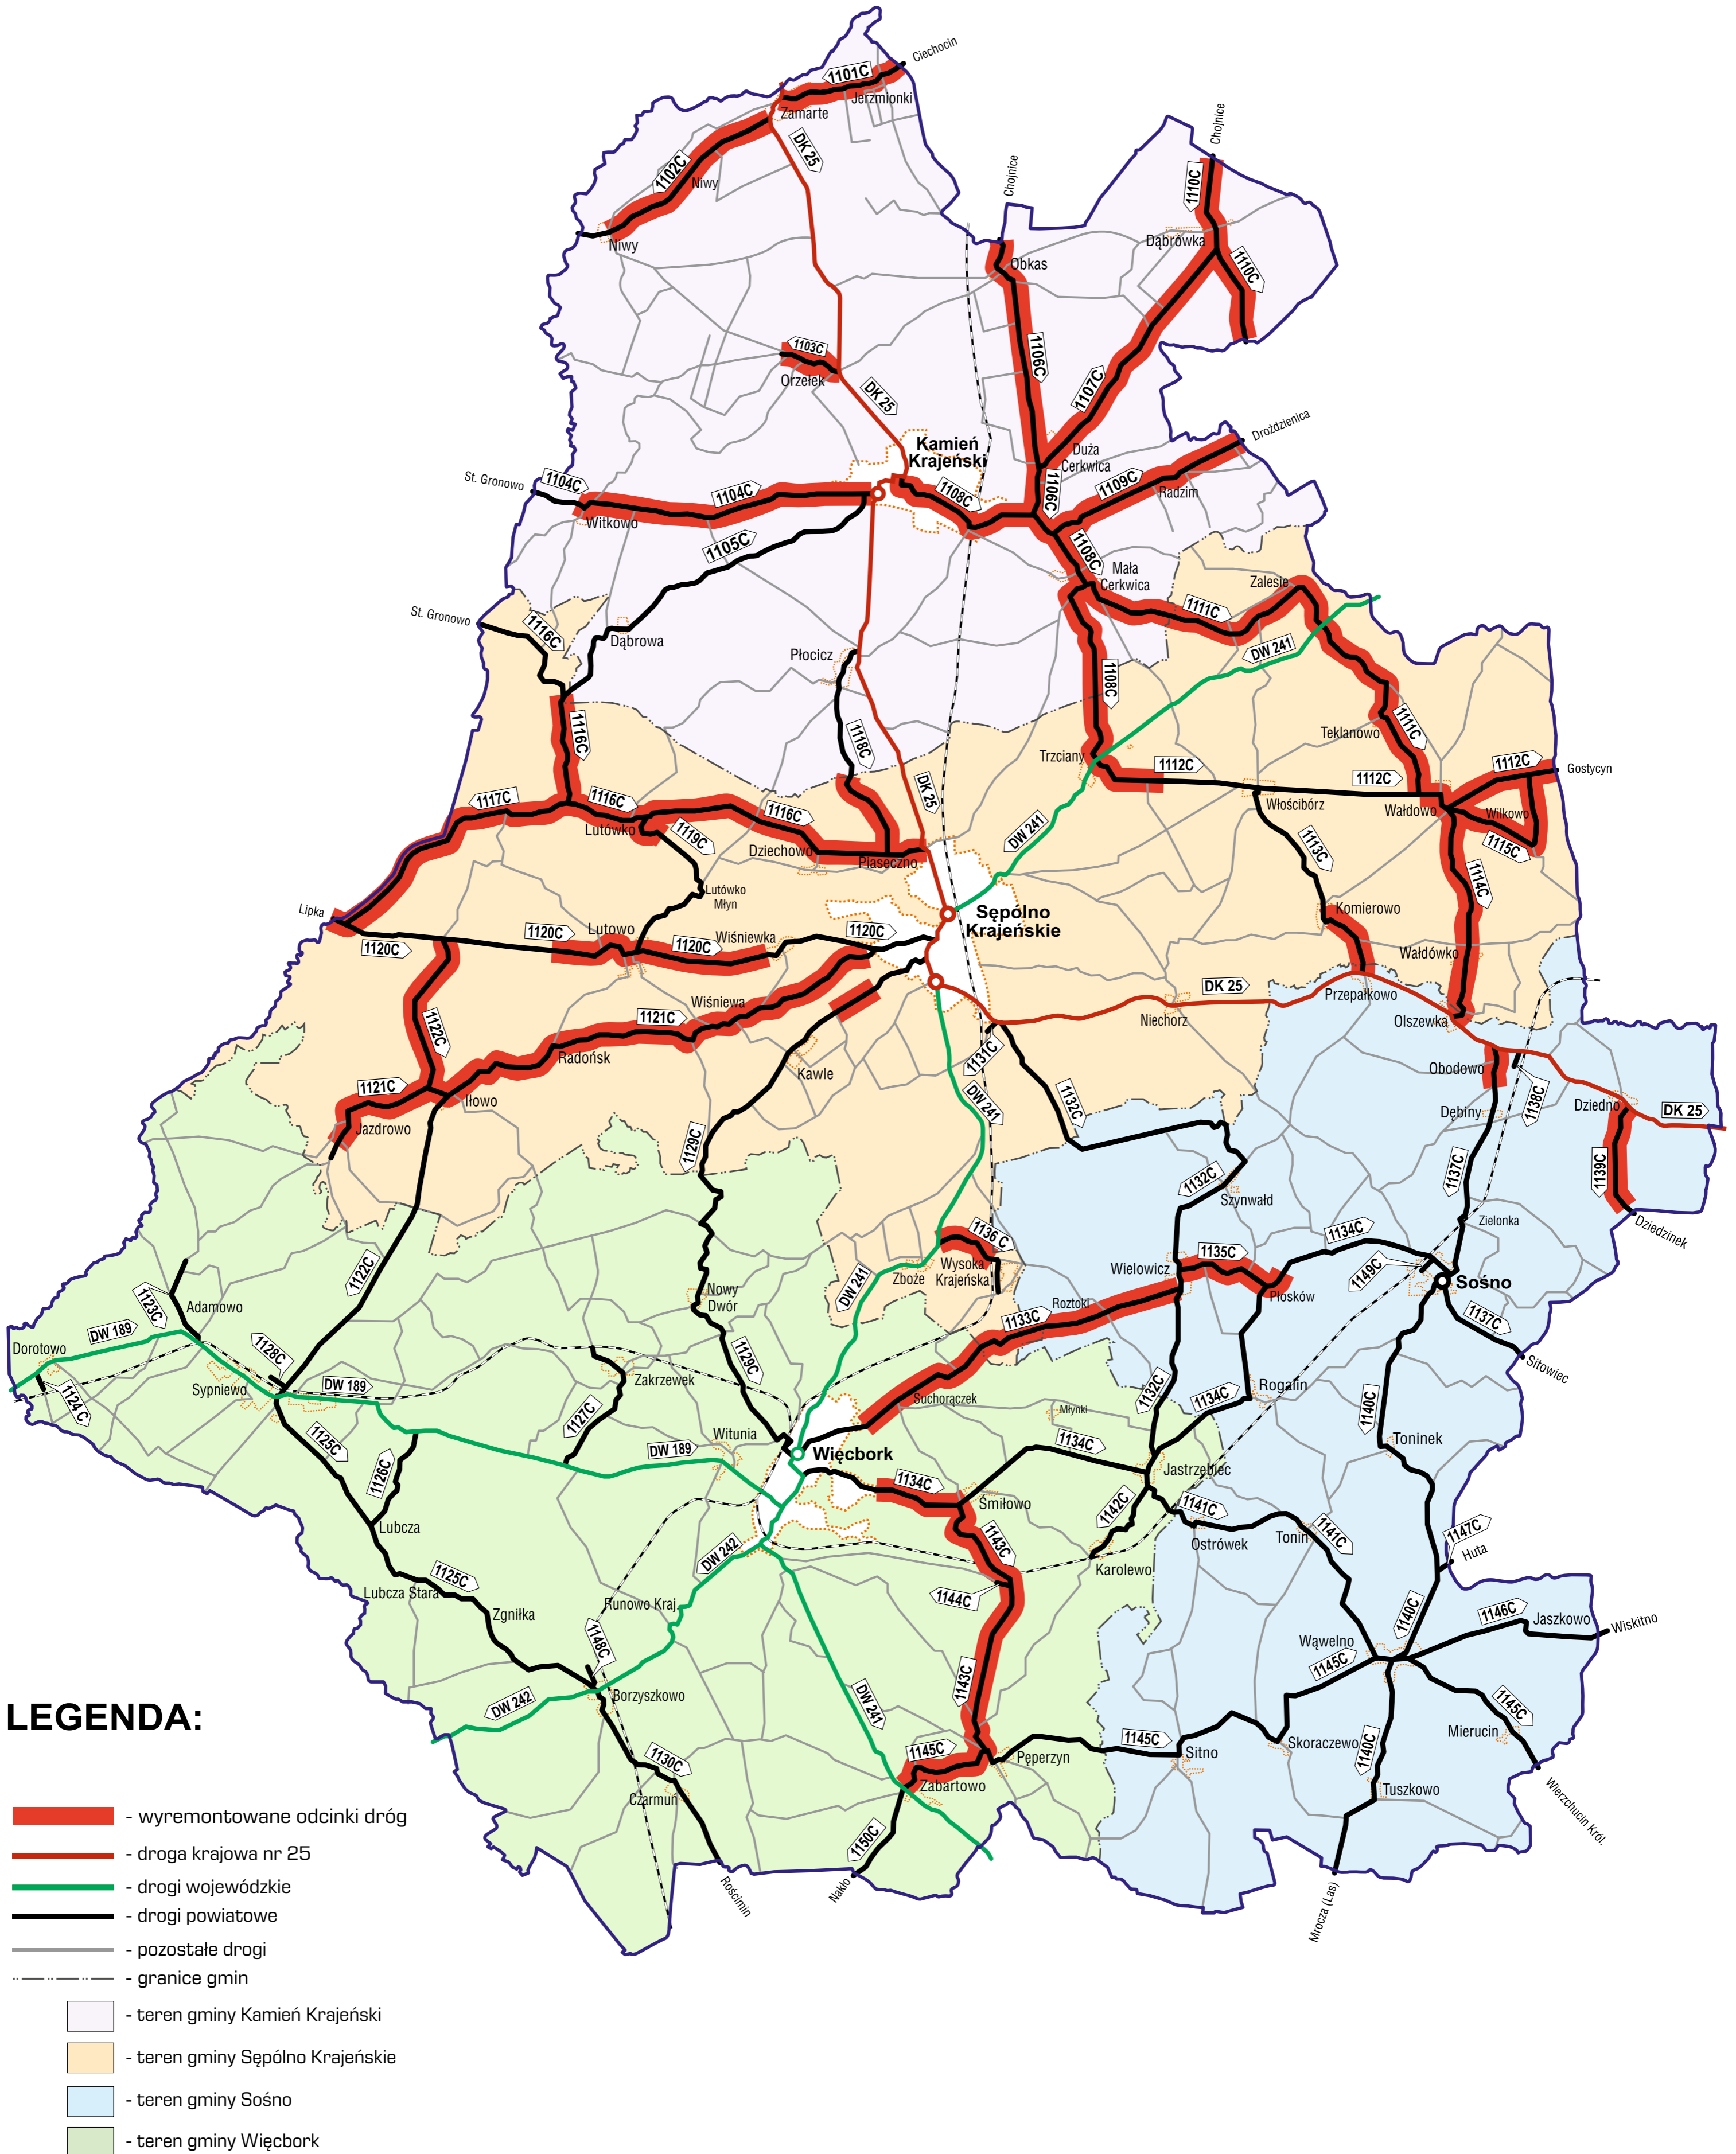 Ciechocin
1101C
Jerzmionki
Zamarte
DK 25
1102C
Niwy
Niwy
Chojnice
Chojnice
1110C
Dąbrówka
1110C
Obkas
1106C
1103C
Orzełek
DK 25
1107C
Kamień
Krajeński
Duża
Cerkwica
Drożdzienica
St. Gronowo
1104C
1104C
1108C
1106C
1109C
Radzim
Witkowo
1105C
1108C
Mała
Cerkwica
Zalesie
1111C
St. Gronowo
1116C
Dąbrowa
Płocicz
DW 241
1108C
1116C
1118C
Teklanowo
1111C
Trzciany
1112C
1112C
1112C
Gostycyn
DK 25
1117C
1116C
1116C
Lutówko
1119C
Dziechowo
Piaseczno
DW 241
Włościbórz
Wałdowo
Wilkowo
1115C
1113C
1114C
Lutówko
Młyn
Lipka
Sępólno
Krajeńskie
Komierowo
1120C
1120C
Lutowo
1120C
Wiśniewka
1120C
Wałdówko
DK 25
Przepałkowo
Wiśniewa
1121C
1122C
Niechorz
Olszewka
Radońsk
1131C
Kawle
Obodowo
1121C
Iłowo
DW 241
1132C
1138C
Dębiny
Dziedno
DK 25
Jazdrowo
1129C
1137C
1139C
1132C
Szynwałd
Zielonka
Dziedzinek
1134C
1136 C
1135C
Wysoka
Krajeńska
Zboże
Wielowicz
1149C
Sośno
1122C
DW 241
Nowy
Dwór
Płosków
1123C
Adamowo
Roztoki
1133C
1137C
DW 189
Dorotowo
1128C
1129C
Sitowiec
Zakrzewek
Sypniewo
DW 189
1124 C
Suchorączek
1132C
1134C
Rogalin
1140C
1127C
Młynki
1125C
Witunia
DW 189
1134C
Toninek
Więcbork
1126C
1134C
Jastrzębiec
Śmiłowo
1142C
1141C
Lubcza
Ostrówek
Tonin
1141C
1147C
Huta
1143C
DW 242
Karolewo
1125C
Lubcza Stara
1144C
Zgniłka
Runowo Kraj.
1140C
1146C
Jaszkowo
Wiskitno
1148C
Wąwelno
1145C
1143C
Borzyszkowo
DW 242
DW 241
1145C
Mierucin
1145C
1145C
Pęperzyn
Sitno
Skoraczewo
1140C
1130C
Zabartowo
Czarmuń
Tuszkowo
Wierzchucin Król.
1150C
Nakło
Rościmin
Mrocza (Las)
LEGENDA:
- wyremontowane odcinki dróg
- droga krajowa nr 25
- drogi wojewódzkie
- drogi powiatowe
- pozostałe drogi
- granice gmin
- teren gminy Kamień Krajeński
- teren gminy Sępólno Krajeńskie
- teren gminy Sośno
- teren gminy Więcbork